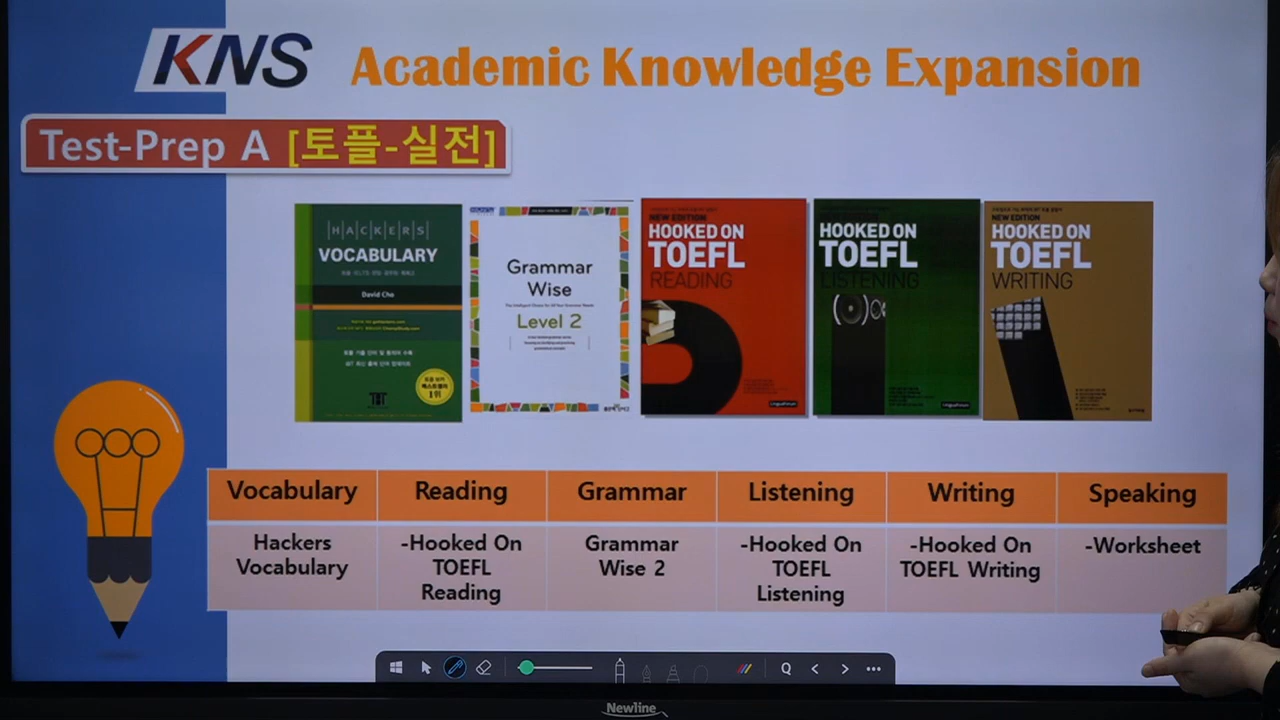 KNS
Academic Knowledge Expansion
Test-Prep A [토플-실전]
HACKERS
VOCABULARY
David Cho
Grammar
Wise
Level 2
NEW EDITION
HOOKED ON
TOEFL
READING
HOOKED ON
TOEFL
LISTENING
NEW EDITION
HOOKED ON
TOEFL
WRITING
Vocabulary Reading Grammar Listening Writing Speaking
Hackers
Vocabulary
-Hooked On
TOEFL
Reading
Grammar
Wise 2
-Hooked On
TOEFL
Listening
-Hooked On
TOEFL Writing
-Worksheet
Newline